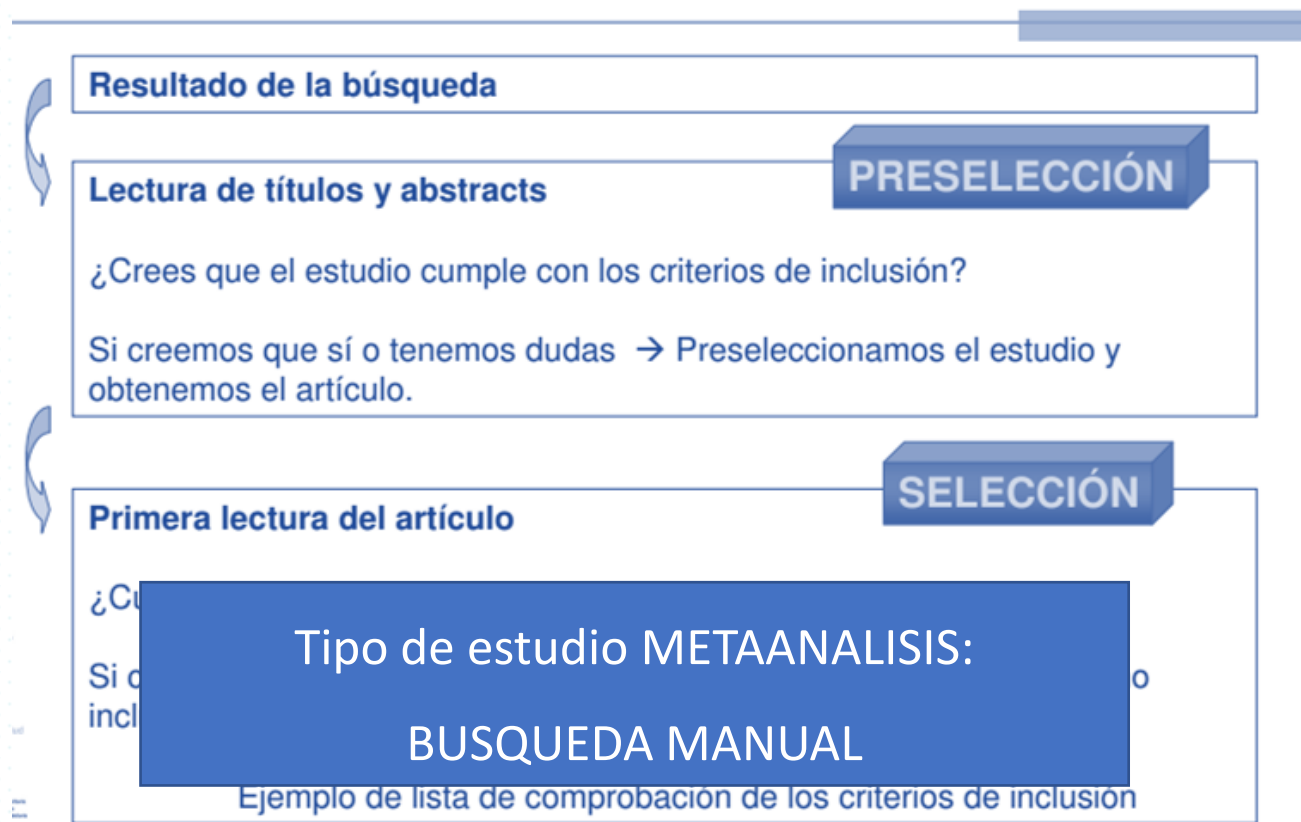 Resultado de la búsqueda
PRESELECCIÓN
Lectura de títulos y abstracts
¿Crees que el estudio cumple con los criterios de inclusión?
Si creemos que sí o tenemos dudas → Preseleccionamos el estudio y
obtenemos el artículo.
SELECCIÓN
Primera lectura del artículo
Tipo de estudio METAANALISIS:
Si
BUSQUEDA MANUAL
Ejemplo de lista de comprobación de los criterios de inclusión